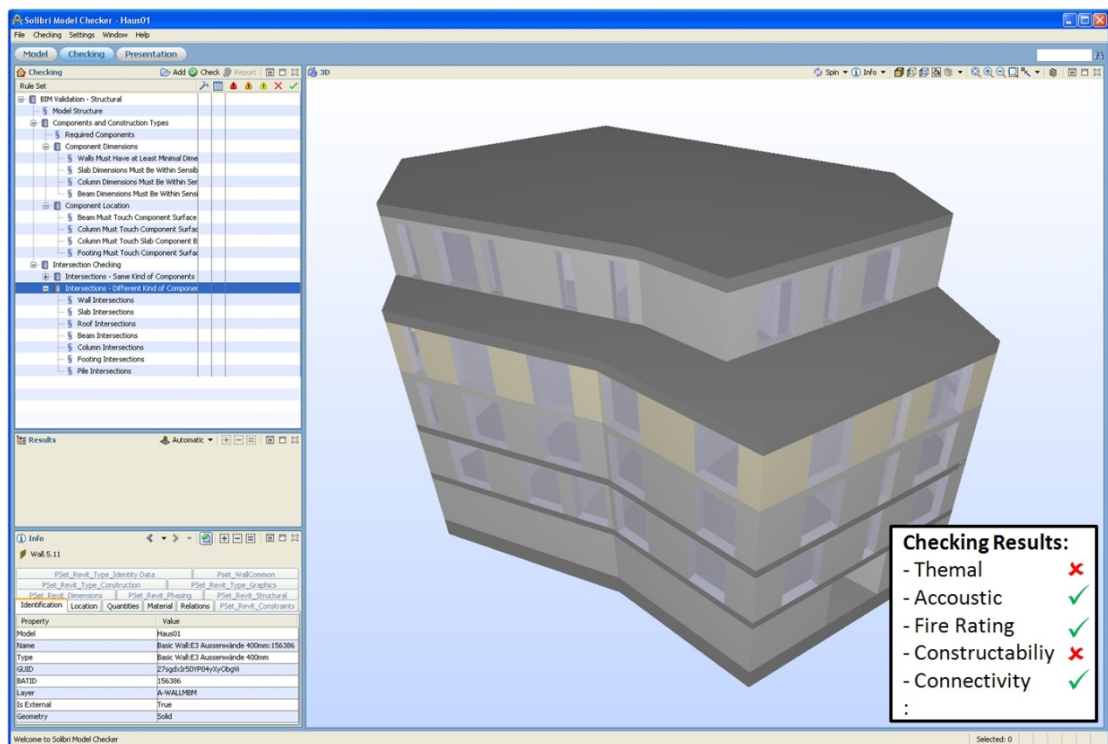 Solibri Model Checker - Haus01
File Checking Settings Window Help
Model Checking Presentation
Checking Add Check Report
3D Spin Info
Rule Set
BIM Validation - Structural
§ Model Structure
Components and Construction Types
§ Required Components
Component Dimensions
§ Walls Must Have at Least Minimal Dime
§ Slab Dimensions Must Be Within Sensib
§ Column Dimensions Must Be Within Ser
§ Beam Dimensions Must Be Within Sensi
Component Location
§ Beam Must Touch Component Surface
§ Column Must Touch Component Surfac
§ Column Must Touch Slab Component B
§ Footing Must Touch Component Surfac
Intersection Checking
Intersections - Same Kind of Components
Intersections - Different Kind of Componer
§ Wall Intersections
§ Slab Intersections
§ Roof Intersections
§ Beam Intersections
§ Column Intersections
§ Footing Intersections
§ Pile Intersections
Results Automatic
Info
Wall.5.11
PSet_Revit_Type_Identity Data PSet_WallCommon
PSet_Revit_Type_Construction PSet_Revit_Type_Graphics
PSet_Revit_Dimensions PSet_Revit_Phasing PSet_Revit_Structural
Identification Location Quantities Material Relations PSet_Revit_Constraints
Property Value
Model Haus01
Name Basic Wall:E3 Aussenwände 400mm:156386
Type Basic Wall:E3 Aussenwände 400mm
GUID
BATID 156386
Layer A-WALLMBM
Is External True
Geometry Solid
Checking Results:
- Themal
- Accoustic
- Fire Rating
- Constructabiliy
- Connectivity
:
Welcome to Solibri Model Checker Selected: 0